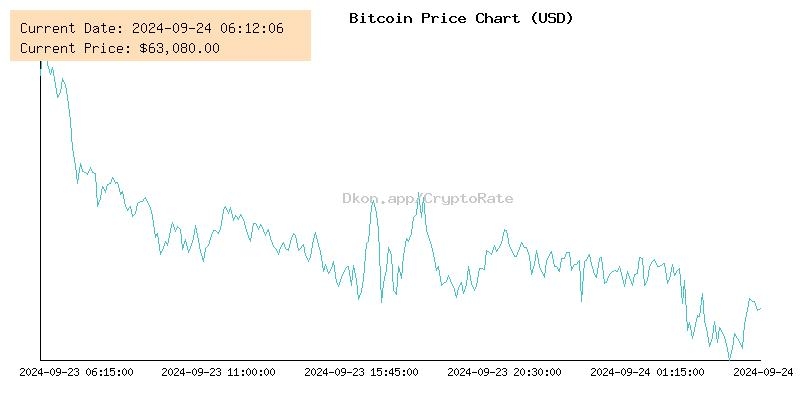 Bitcoin Price Chart (USD)
Current Date: 2024-09-24 06:12:06
Current Price: $63,080.00
Dkon.app/CryptoRate
2024-09-23 06:15:00
2024-09-23 11:00:00
2024-09-23 15:45:00
2024-09-23 20:30:00
2024-09-24 01:15:00
2024-09-24